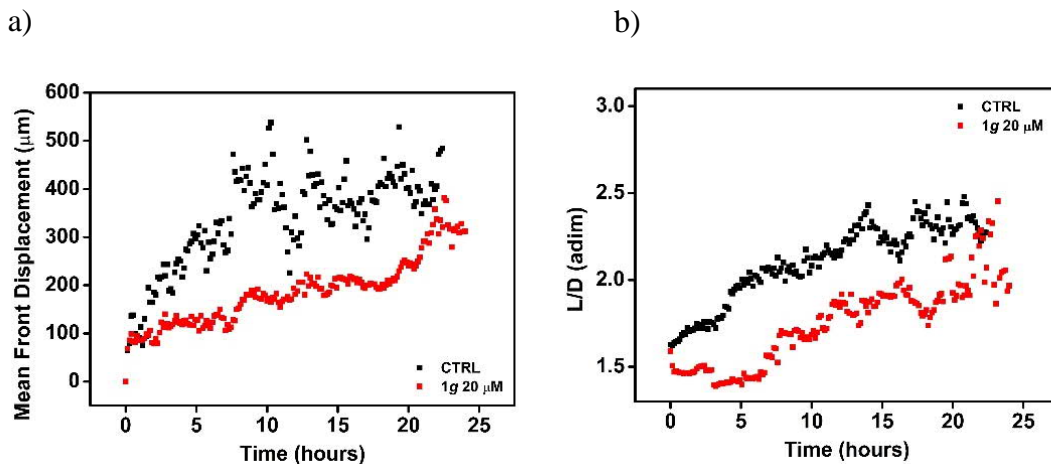 a)
b)
600
500
400
300
200
100
0
Mean Front Displacement (μm)
CTRL
1g 20 μM
0 5 10 15 20 25
Time (hours)
3.0
2.5
2.0
1.5
L/D (adim)
CTRL
1g 20 μM
0 5 10 15 20 25
Time (hours)